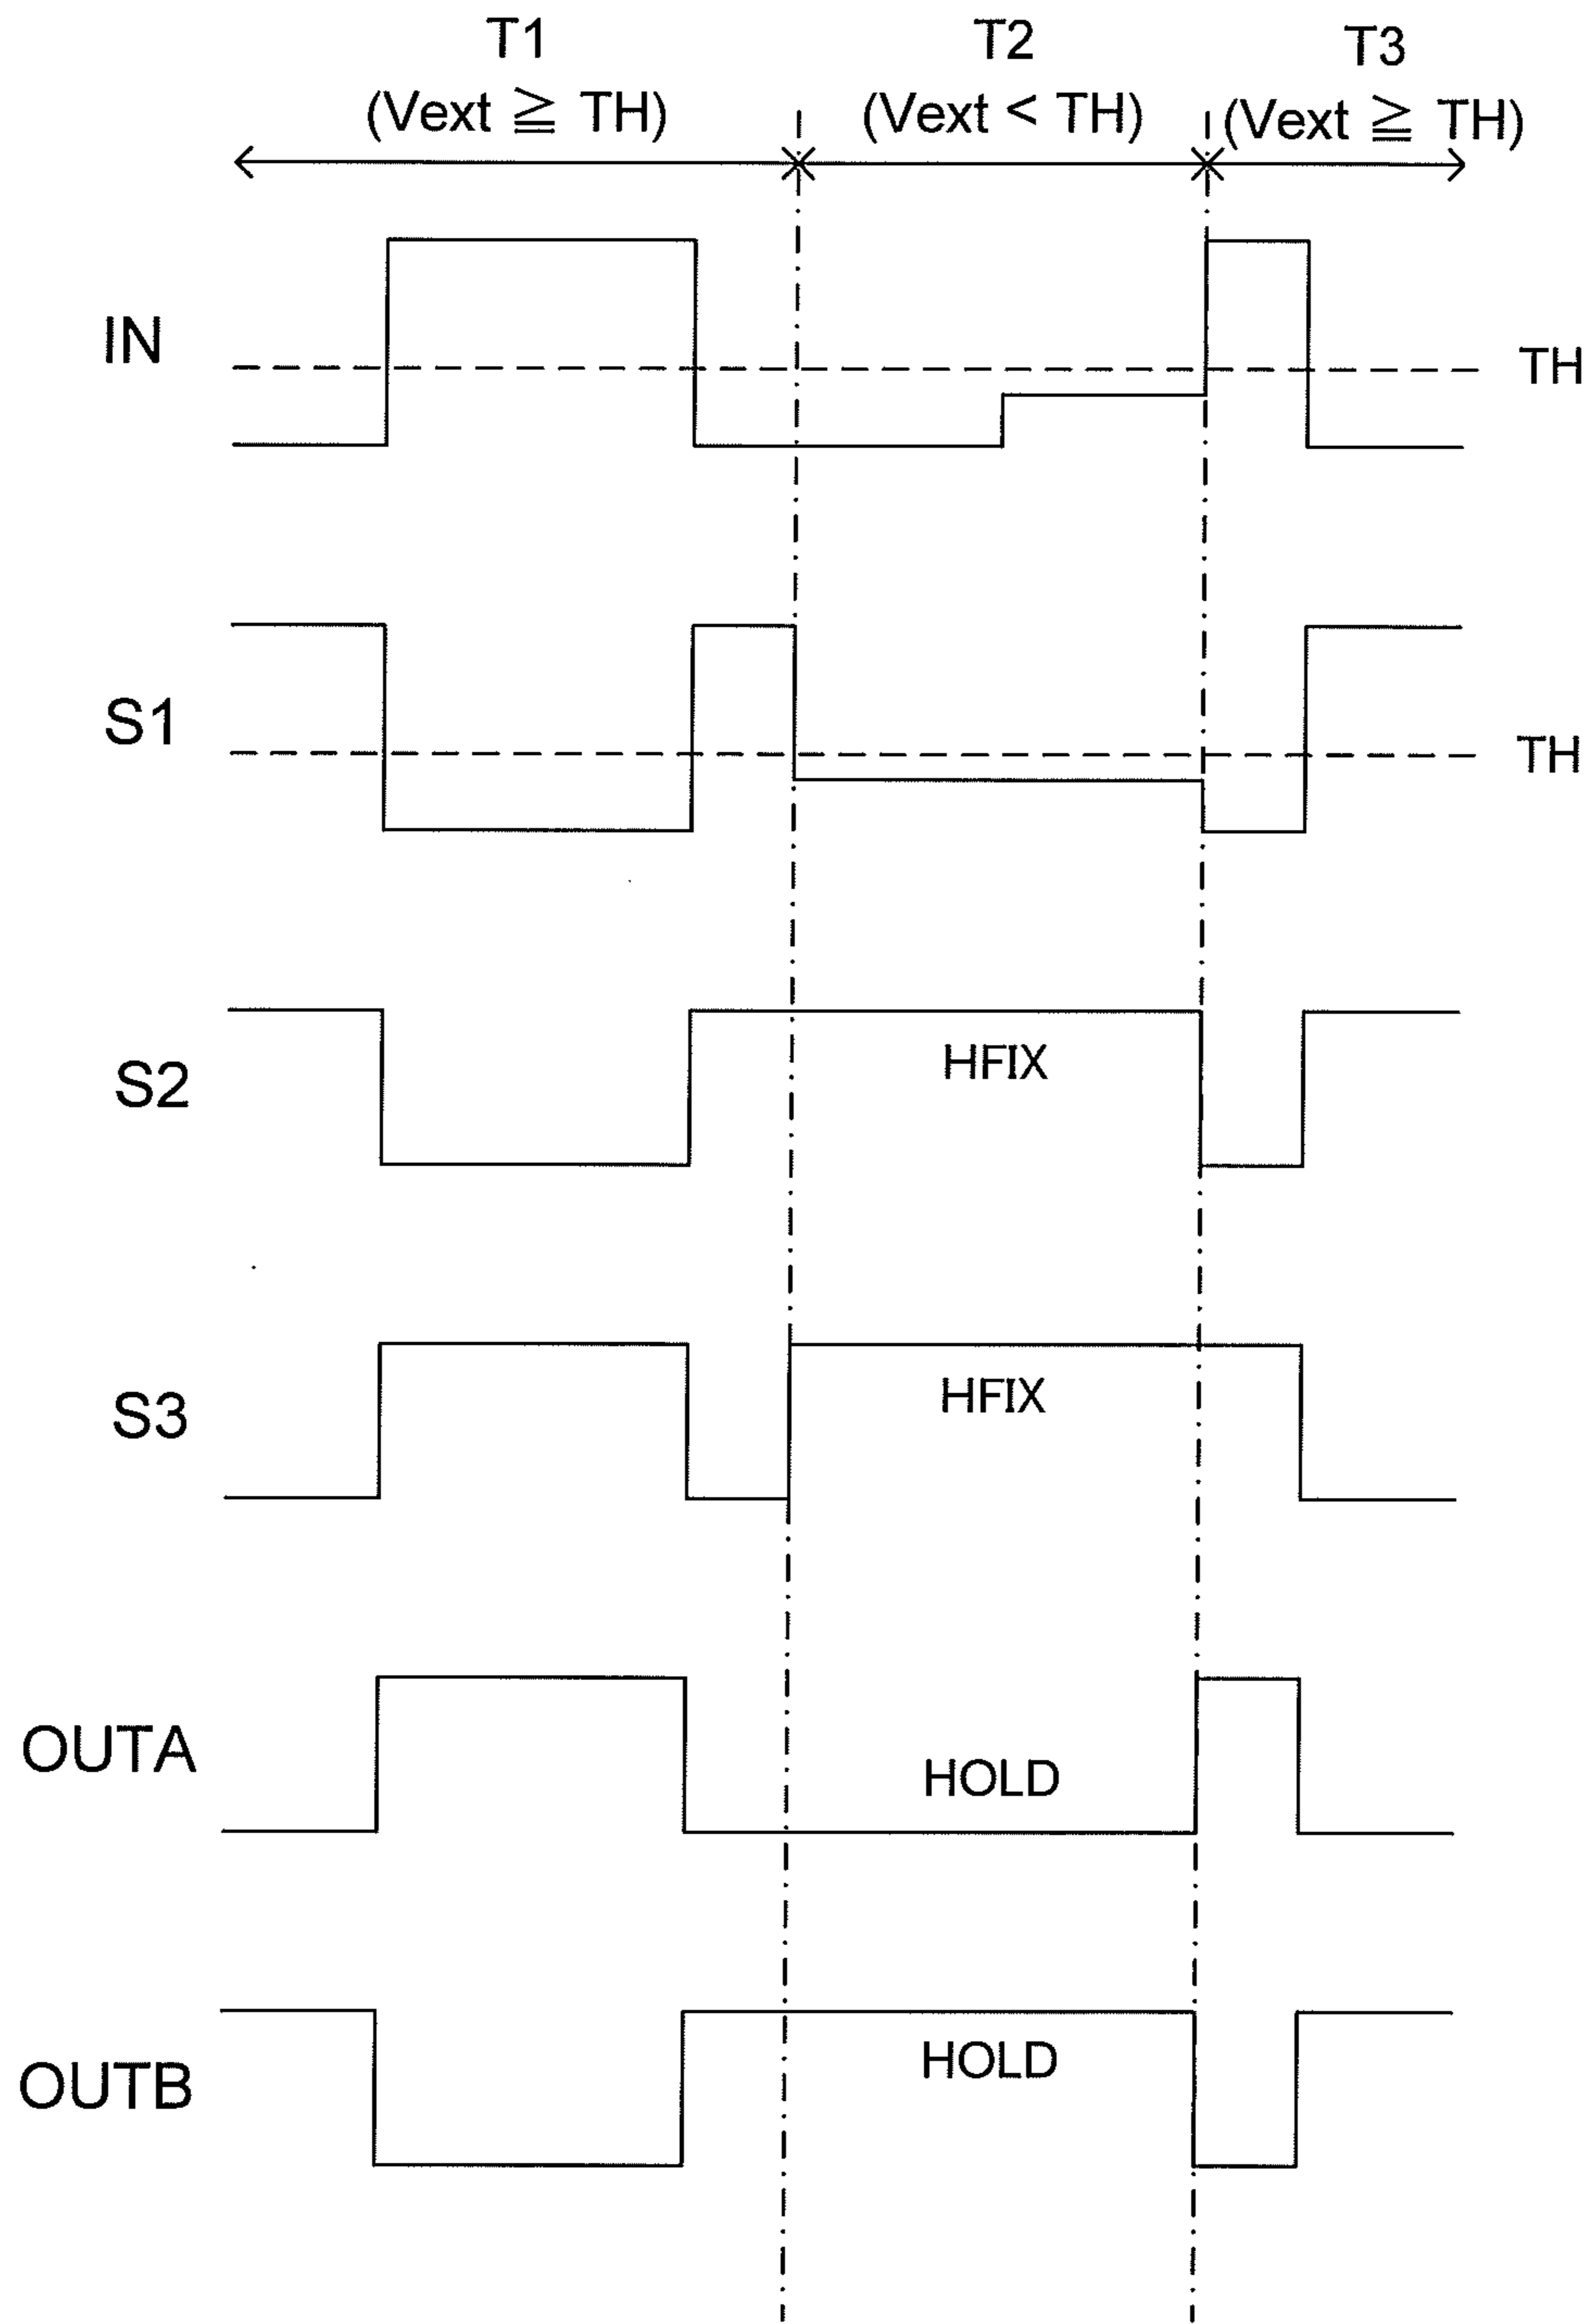 T1
(Vext ≧ TH)
T2
(Vext < TH)
T3
(Vext ≧ TH)
IN
TH
S1
TH
S2
HFIX
S3
HFIX
OUTA
HOLD
OUTB
HOLD